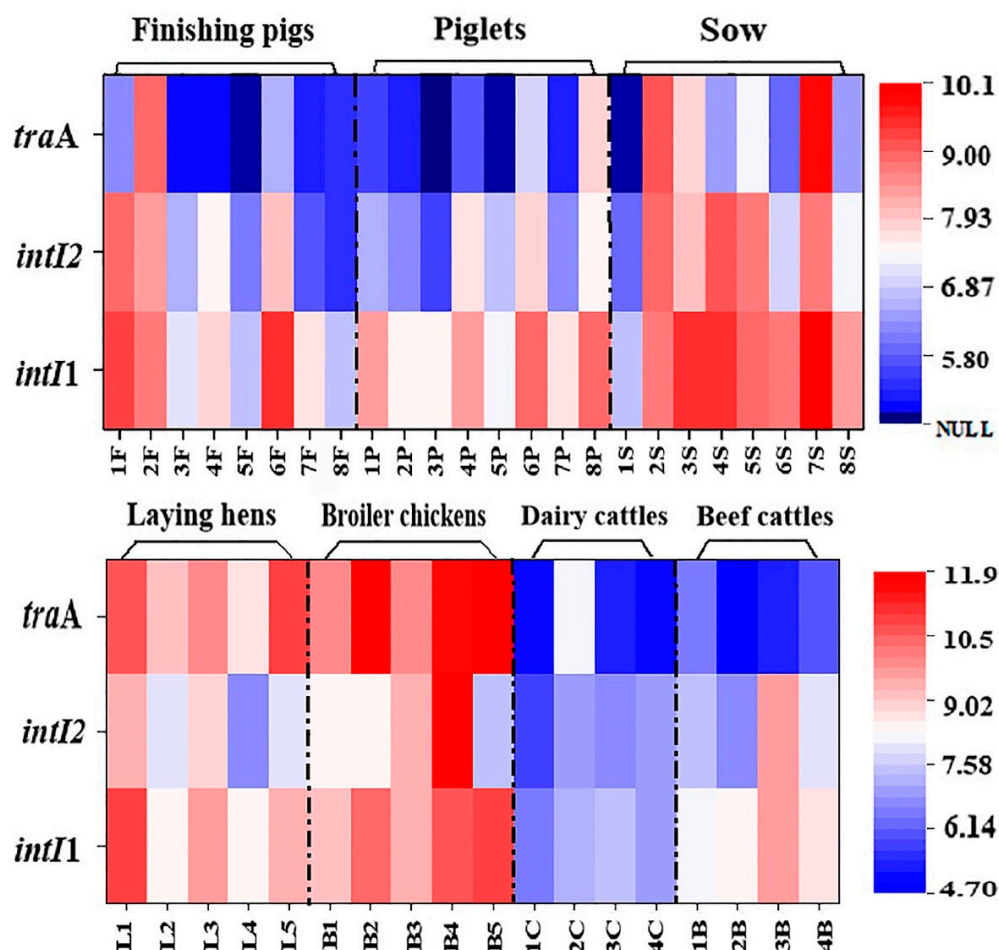 Finishing pigs Piglets Sow
10.1
traA
9.00
7.93
intI2
6.87
5.80
intI1
NULL
1F 2F 3F 4F 5F 6F 7F 8F 1P 2P 3P 4P 5P 6P 7P 8P 1S 2S 3S 4S 5S 6S 7S 8S
Laying hens Broiler chickens Dairy cattles Beef cattles
11.9
traA
10.5
9.02
intI2
7.58
6.14
intI1
4.70
L1 L2 L3 L4 L5 B1 B2 B3 B4 B5 1C 2C 3C 4C 1B 2B 3B 3B